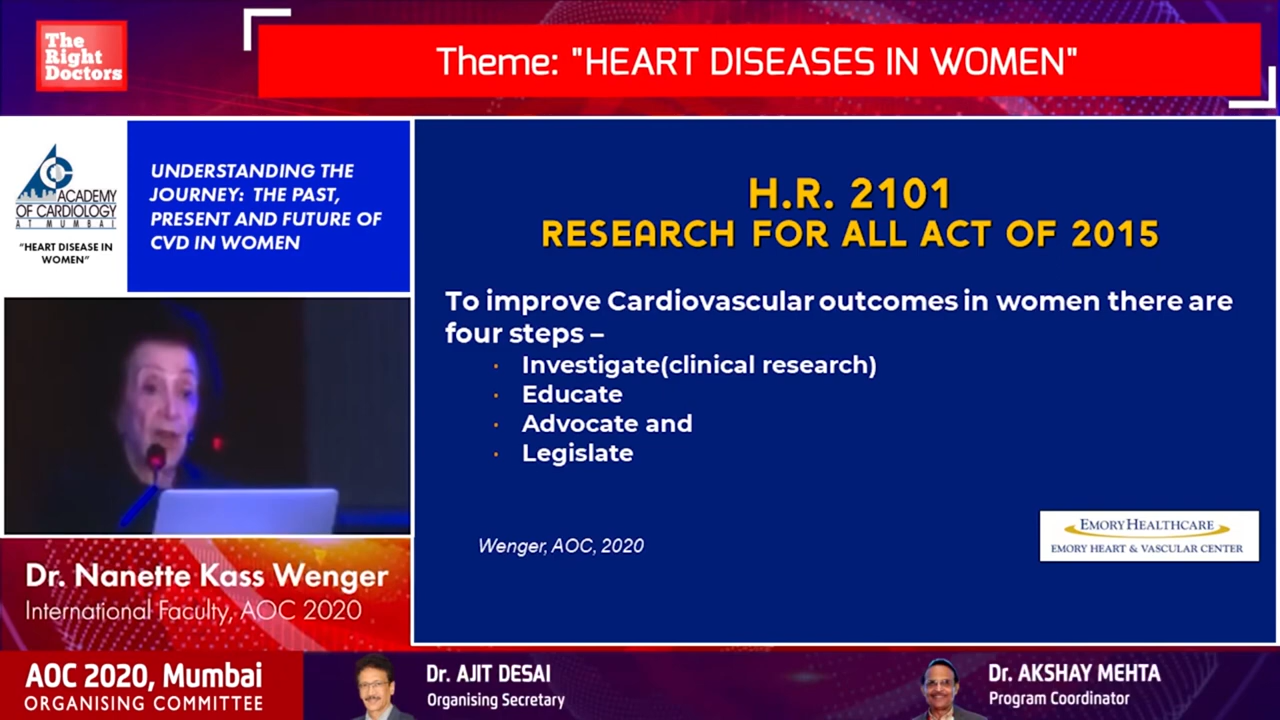 The
Right
Doctors
Theme: "HEART DISEASES IN WOMEN"
ACADEMY
OF CARDIOLOGY
AT MUMBAI
"HEART DISEASE IN
WOMEN"
UNDERSTANDING THE
JOURNEY: THE PAST,
PRESENT AND FUTURE OF
CVD IN WOMEN
H.R. 2101
RESEARCH FOR ALL ACT OF 2015
To improve Cardiovascular outcomes in women there are
four steps –
· Investigate(clinical research)
· Educate
· Advocate and
· Legislate
Wenger, AOC, 2020
EMORY HEALTHCARE
EMORY HEART & VASCULAR CENTER
Dr. Nanette Kass Wenger
International Faculty, AOC 2020
AOC 2020, Mumbai
ORGANISING COMMITTEE
Dr. AJIT DESAI
Organising Secretary
Dr. AKSHAY MEHTA
Program Coordinator